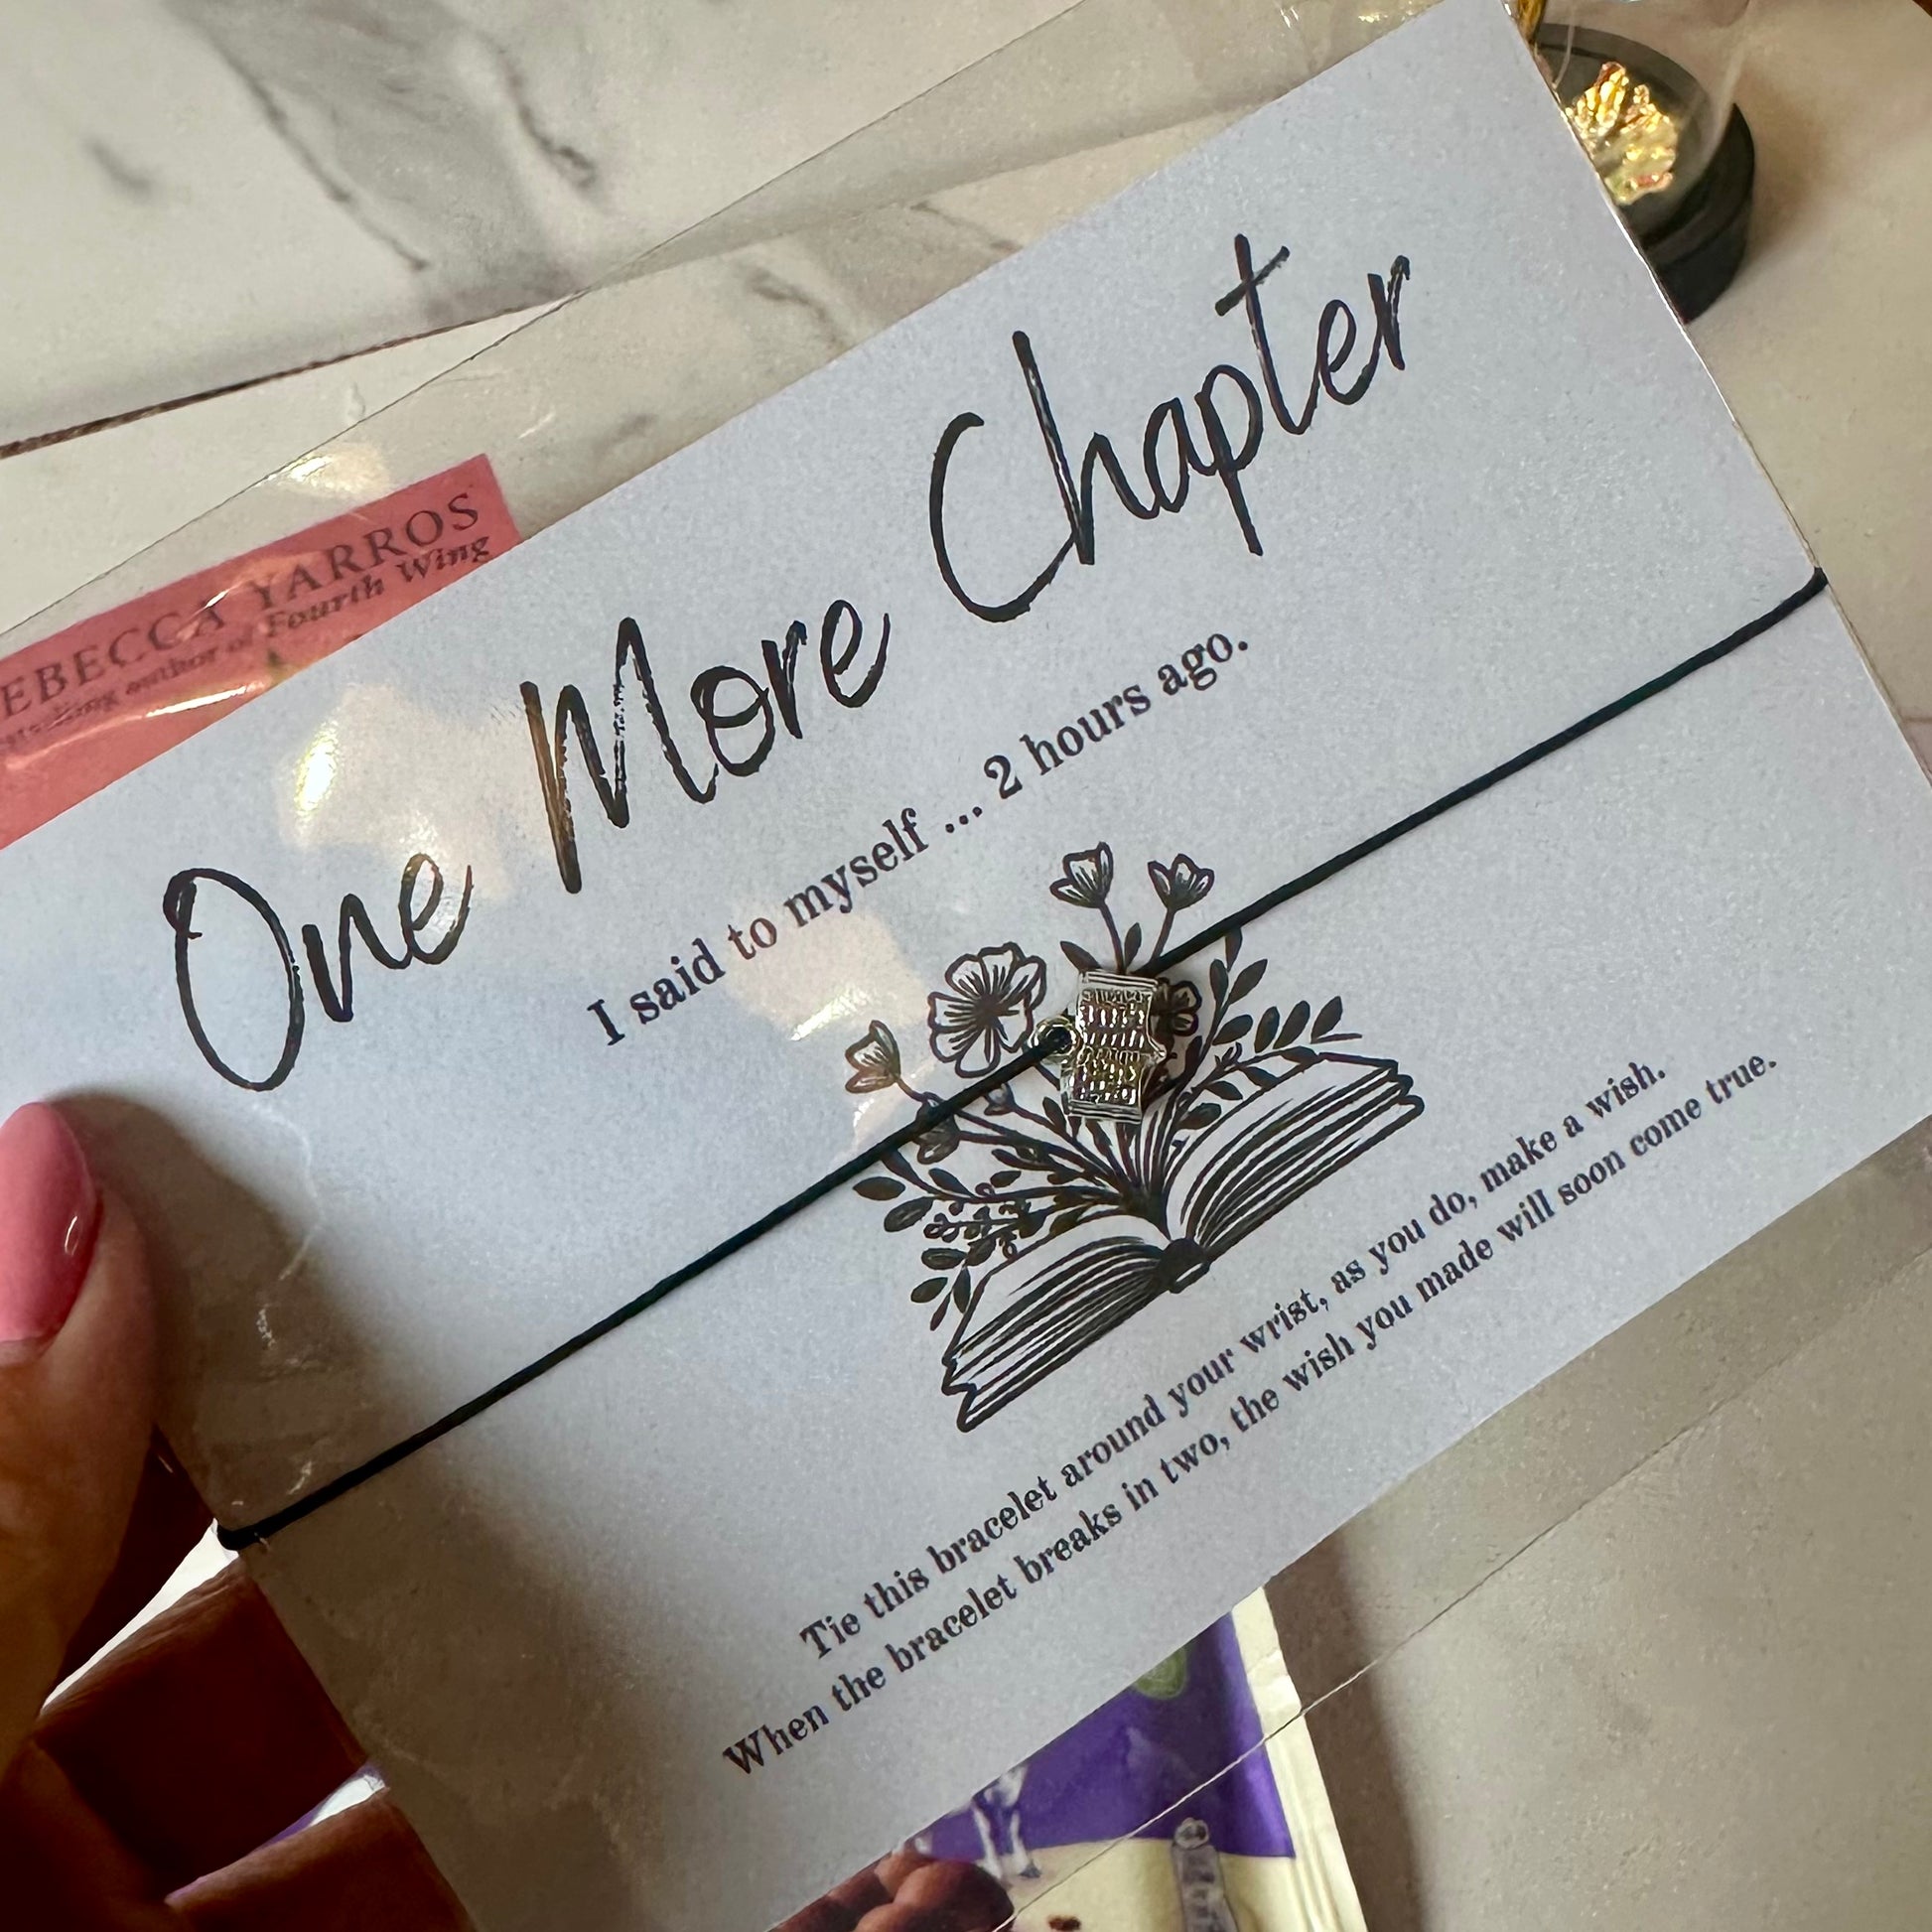 One More Chapter
I said to myself ... 2 hours ago.
Tie this bracelet around your wrist, as you do, make a wish.
When the bracelet breaks in two, the wish you made will soon come true.
EBECCA YARROS
author of Fourth Wing